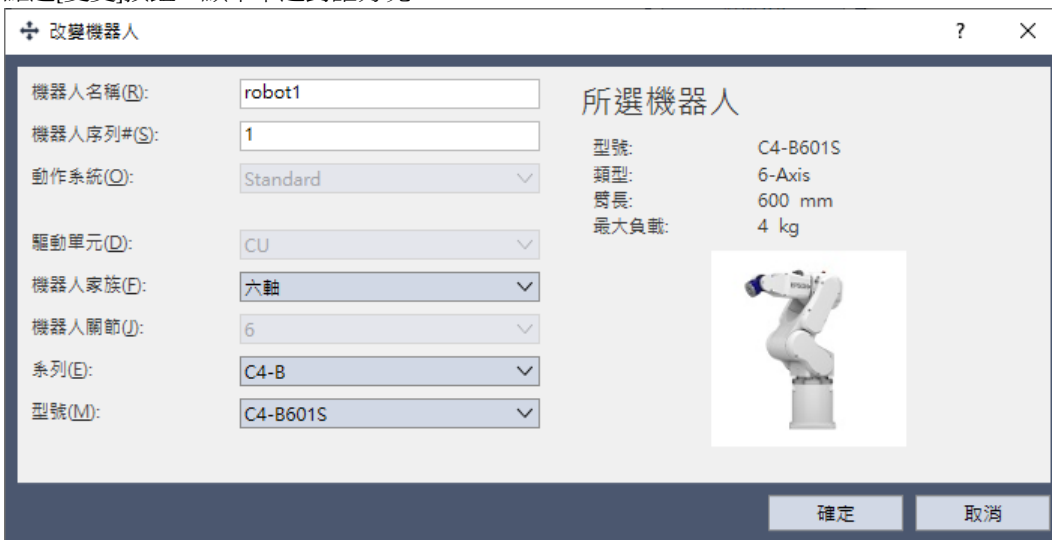 改變機器人
?
機器人名稱(R):
robot1
機器人序列#(S):
1
動作系統(O):
Standard
驅動單元(D):
CU
機器人家族(F):
六軸
機器人關節(J):
6
系列(E):
C4-B
型號(M):
C4-B601S
所選機器人
型號: C4-B601S
類型: 6-Axis
臂長: 600 mm
最大負載: 4 kg
EPSON
確定
取消